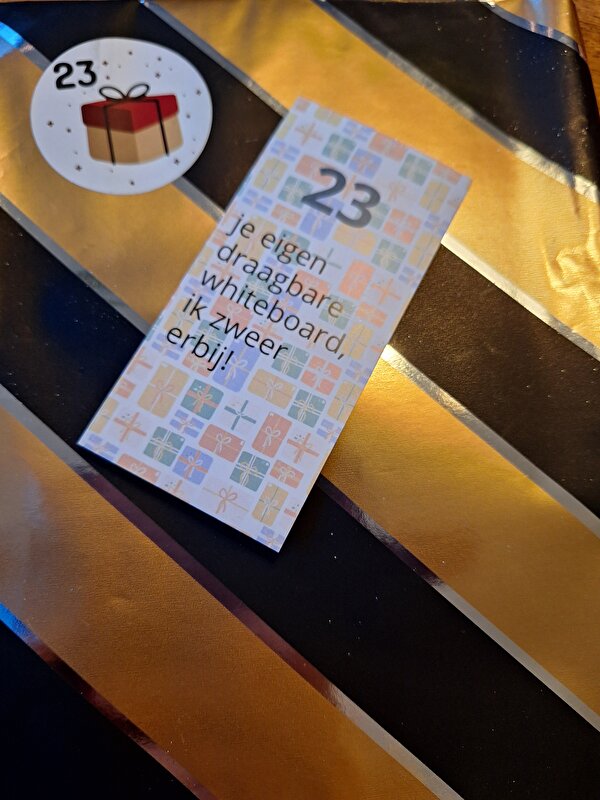 23
23
je eigen
draagbare
whiteboard,
ik zweer
erbij!